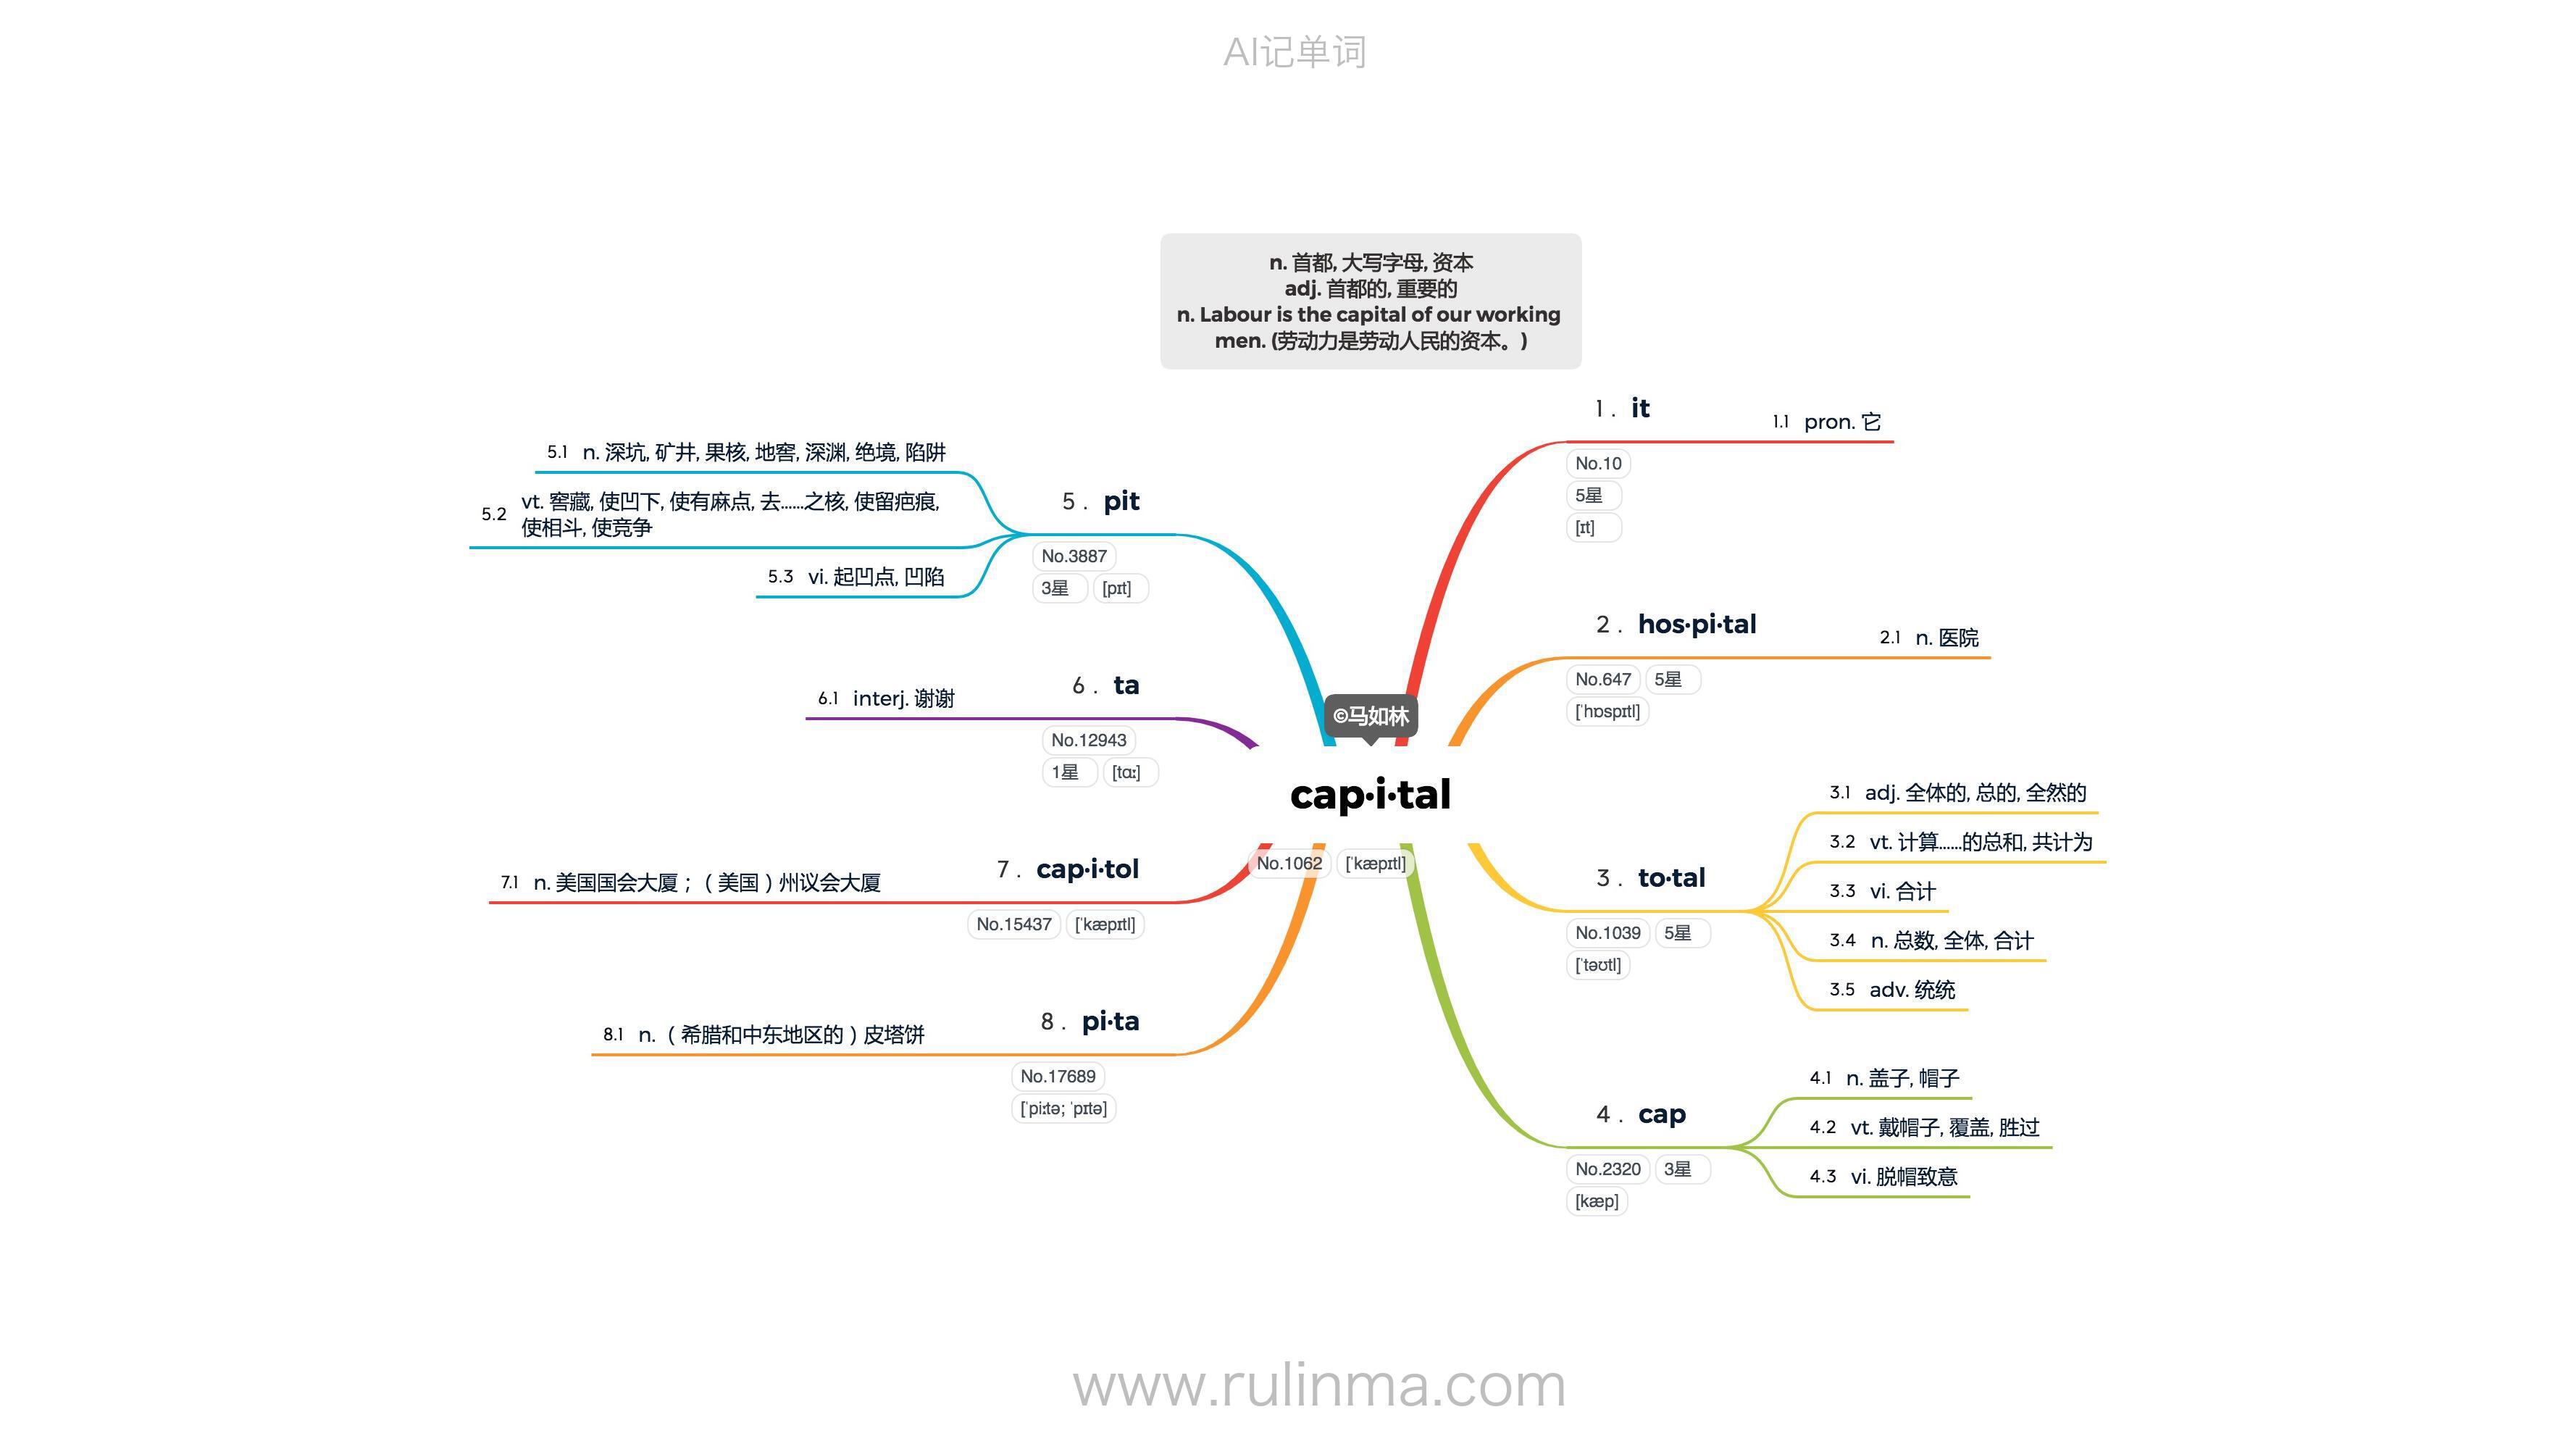 AI记单词
n. 首都, 大写字母, 资本
adj. 首都的, 重要的
n. Labour is the capital of our working
men. (劳动力是劳动人民的资本。)
©马如林
cap·i·tal
No.1062 [ˈkæpɪtl]
1 . it
No.10
5星
[ɪt]
1.1 pron. 它
2 . hos·pi·tal
No.647 5星
[ˈhɒspɪtl]
2.1 n. 医院
3 . to·tal
No.1039 5星
[ˈtəʊtl]
3.1 adj. 全体的, 总的, 全然的
3.2 vt. 计算……的总和, 共计为
3.3 vi. 合计
3.4 n. 总数, 全体, 合计
3.5 adv. 统统
4 . cap
No.2320 3星
[kæp]
4.1 n. 盖子, 帽子
4.2 vt. 戴帽子, 覆盖, 胜过
4.3 vi. 脱帽致意
5 . pit
No.3887
3星 [pɪt]
5.1 n. 深坑, 矿井, 果核, 地窖, 深渊, 绝境, 陷阱
5.2 vt. 窖藏, 使凹下, 使有麻点, 去……之核, 使留疤痕,
使相斗, 使竞争
5.3 vi. 起凹点, 凹陷
6 . ta
No.12943
1星 [tɑː]
6.1 interj. 谢谢
7 . cap·i·tol
No.15437 [ˈkæpɪtl]
7.1 n. 美国国会大厦；（美国）州议会大厦
8 . pi·ta
No.17689
[ˈpiːtə; ˈpɪtə]
8.1 n.（希腊和中东地区的）皮塔饼
www.rulinma.com